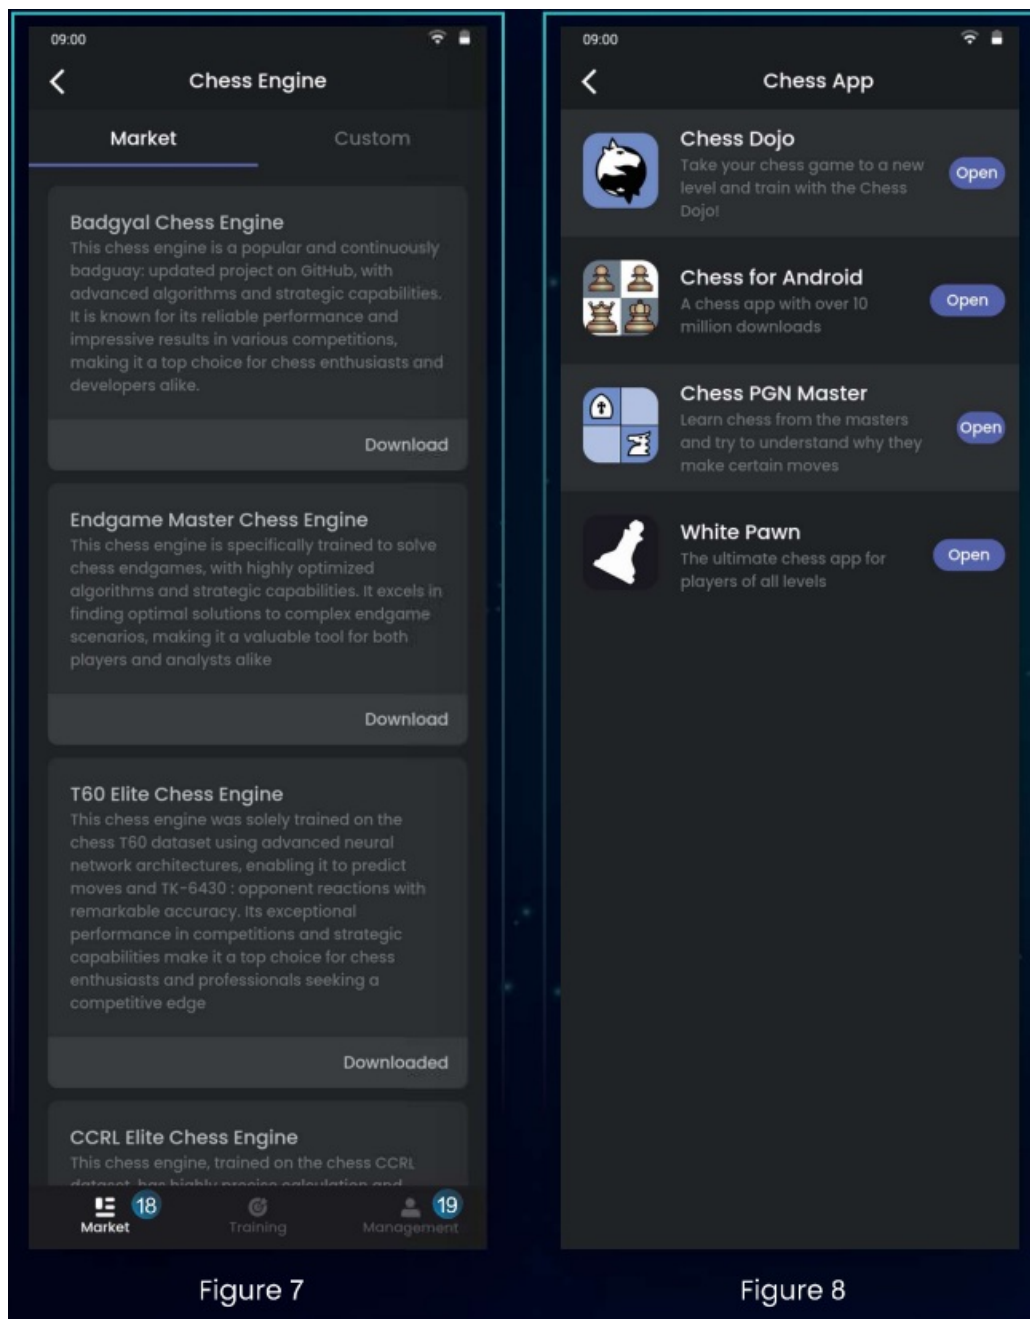 09:00
Chess Engine
Market
Custom
Badgyal Chess Engine
This chess engine is a popular and continuously
badguay: updated project on GitHub, with
advanced algorithms and strategic capabilities.
It is known for its reliable performance and
impressive results in various competitions,
making it a top choice for chess enthusiasts and
developers alike.
Download
Endgame Master Chess Engine
This chess engine is specifically trained to solve
chess endgames, with highly optimized
algorithms and strategic capabilities. It excels in
finding optimal solutions to complex endgame
scenarios, making it a valuable tool for both
players and analysts alike
Download
T60 Elite Chess Engine
This chess engine was solely trained on the
chess T60 dataset using advanced neural
network architectures, enabling it to predict
moves and TK-6430 : opponent reactions with
remarkable accuracy. Its exceptional
performance in competitions and strategic
capabilities make it a top choice for chess
enthusiasts and professionals seeking a
competitive edge
Downloaded
CCRL Elite Chess Engine
This chess engine, trained on the chess CCRL
dataset, has highly precise calculation and
18
19
Market
Training
Management
Figure 7
09:00
Chess App
Chess Dojo
Take your chess game to a new
level and train with the Chess
Dojo!
Open
Chess for Android
A chess app with over 10
million downloads
Open
Chess PGN Master
Learn chess from the masters
and try to understand why they
make certain moves
Open
White Pawn
The ultimate chess app for
players of all levels
Open
Figure 8